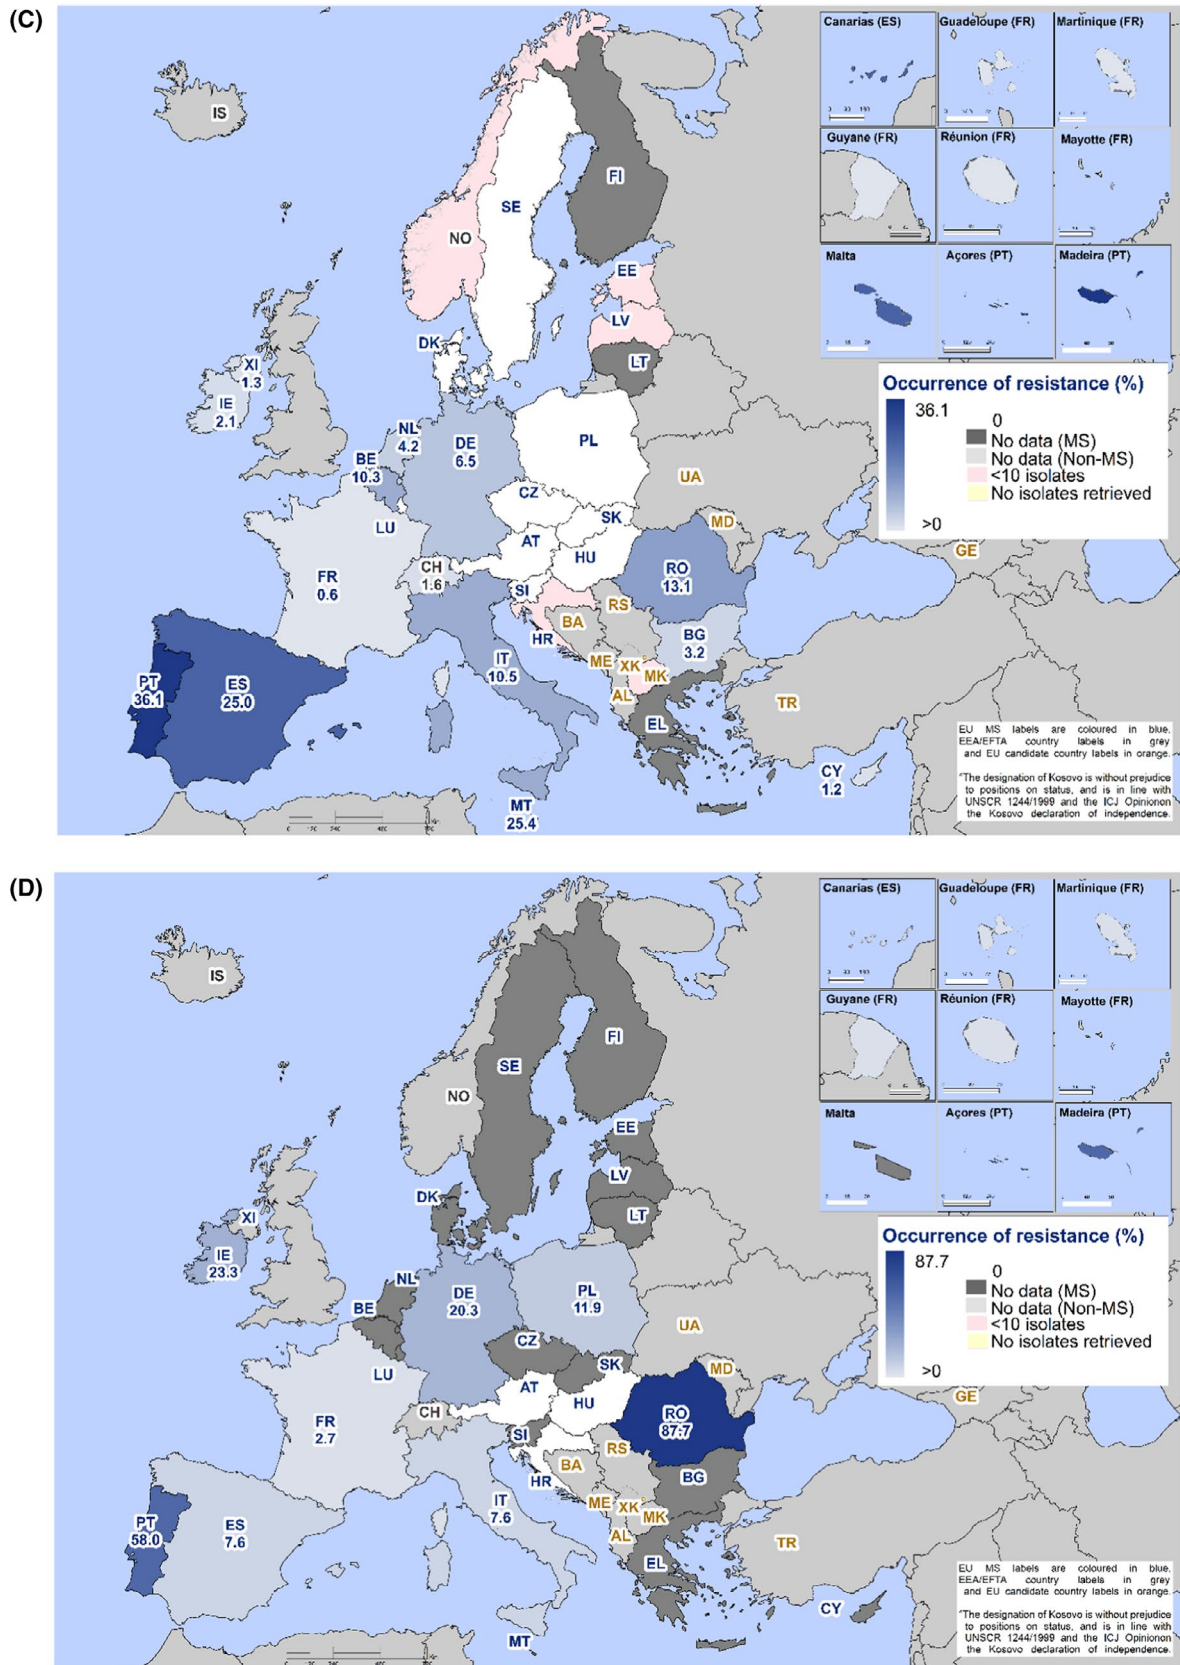 (C)
Canarias (ES)
Guadeloupe (FR)
Martinique (FR)
Guyane (FR)
Réunion (FR)
Mayotte (FR)
Malta
Açores (PT)
Madeira (PT)
IS
FI
SE
NO
EE
LV
LT
DK
XI
1.3
IE
2.1
NL
4.2
BE
10.3
DE
6.5
PL
LU
CZ
SK
AT
HU
CH
1.6
SI
FR
0.6
RO
13.1
UA
MD
GE
RS
BA
HR
BG
3.2
ME
XK
MK
AL
IT
10.5
PT
36.1
ES
25.0
EL
TR
CY
1.2
MT
25.4
Occurrence of resistance (%)
36.1
>0
0
No data (MS)
No data (Non-MS)
<10 isolates
No isolates retrieved
EU MS labels are coloured in blue,
EEA/EFTA country labels in grey
and EU candidate country labels in orange.
*The designation of Kosovo is without prejudice
to positions on status, and is in line with
UNSCR 1244/1999 and the ICJ Opinionon
the Kosovo declaration of independence.
(D)
Canarias (ES)
Guadeloupe (FR)
Martinique (FR)
Guyane (FR)
Réunion (FR)
Mayotte (FR)
Malta
Açores (PT)
Madeira (PT)
IS
FI
SE
NO
EE
LV
LT
DK
XI
IE
23.3
NL
BE
DE
20.3
PL
11.9
LU
CZ
SK
AT
HU
CH
SI
FR
2.7
RO
87.7
UA
MD
GE
RS
BA
HR
BG
ME
XK
MK
AL
IT
7.6
PT
58.0
ES
7.6
EL
TR
CY
MT
Occurrence of resistance (%)
87.7
>0
0
No data (MS)
No data (Non-MS)
<10 isolates
No isolates retrieved
EU MS labels are coloured in blue,
EEA/EFTA country labels in grey
and EU candidate country labels in orange.
*The designation of Kosovo is without prejudice
to positions on status, and is in line with
UNSCR 1244/1999 and the ICJ Opinionon
the Kosovo declaration of independence.